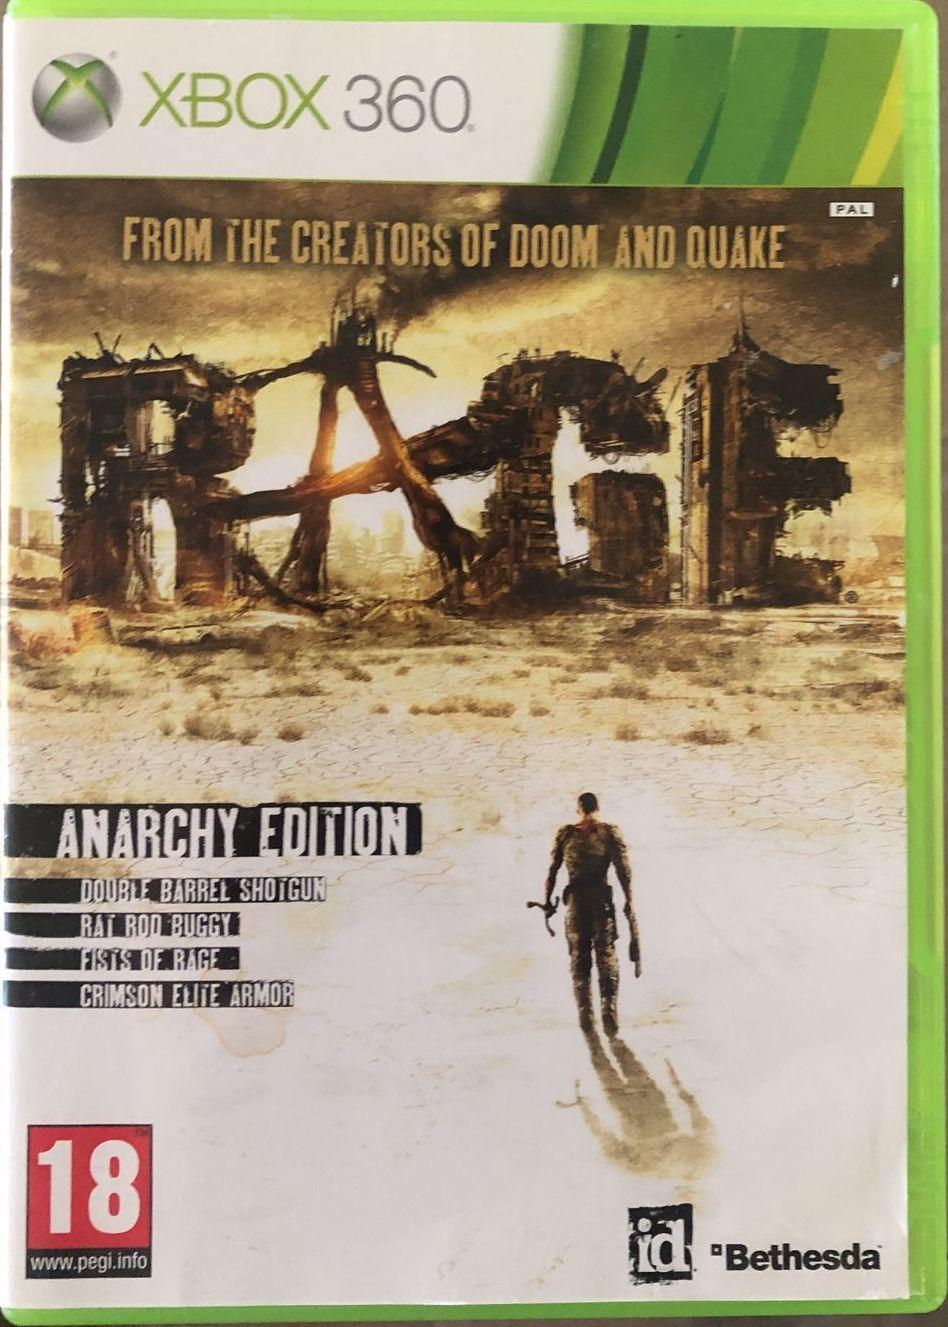 XBOX 360
PAL
FROM THE CREATORS OF DOOM AND QUAKE
RAGE
ANARCHY EDITION
DOUBLE BARREL SHOTGUN
RAT ROD BUGGY
FISTS OF RAGE
CRIMSON ELITE ARMOR
18
www.pegi.info
id
Bethesda